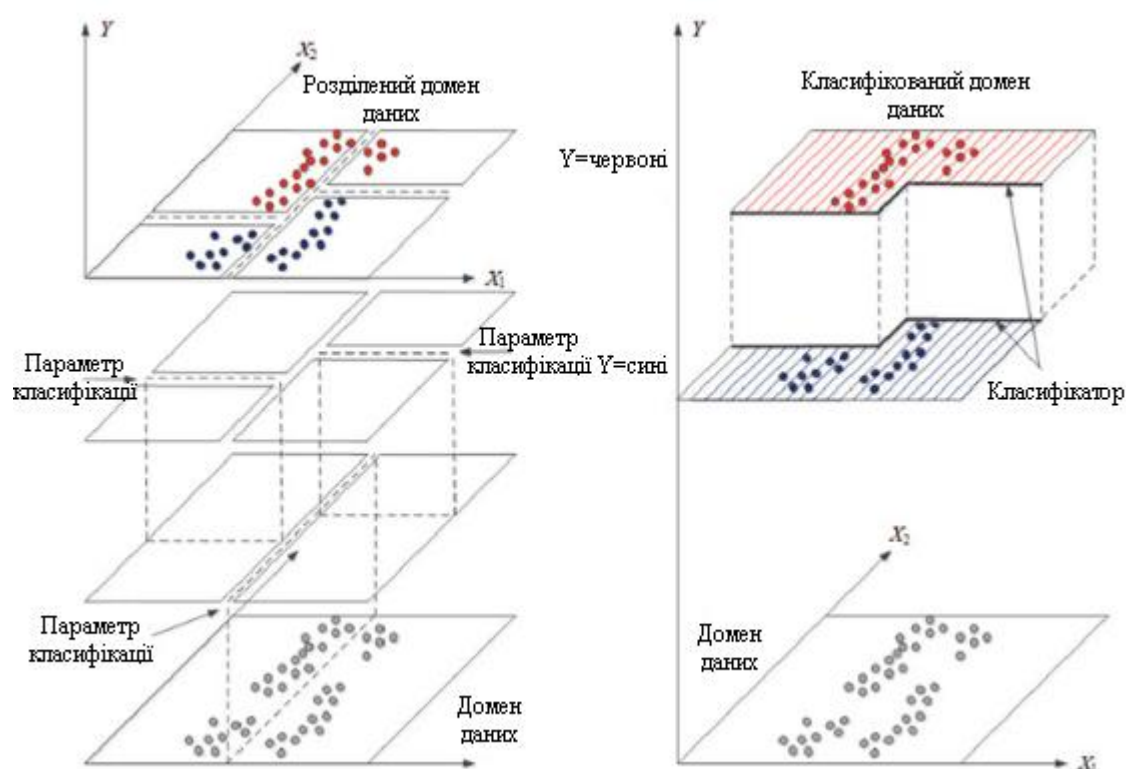 Y
X₂
Розділений домен
даних
X₁
Параметр
класифікації
Параметр
класифікації Y=сині
Параметр
класифікації
Домен
даних
Y
Класифікований домен
даних
Y=червоні
Класифікатор
X₂
Домен
даних
X₁